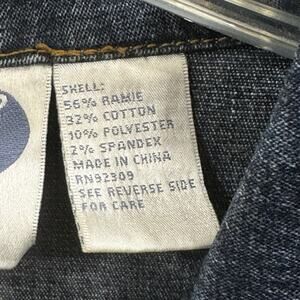 SHELL:
56% RAMIE
32% COTTON
10% POLYESTER
2% SPANDEX
MADE IN CHINA
RN92309
SEE REVERSE SIDE
FOR CARE